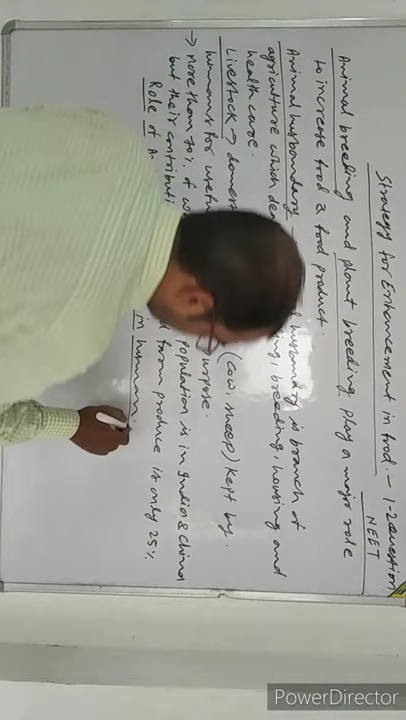 Strategy for Enhancement in food. - 1-2 question
NEET
Animal breeding and plant breeding play a major role
to increase food & food product.
Animal husbandry husbandry is branch of
agriculture which breeding, housing and
health care.
Livestock → (cow, sheep) kept by.
humans for
→ more than 70% of population is in India & China
but their produce is only 25%
Role of in human.
PowerDirector